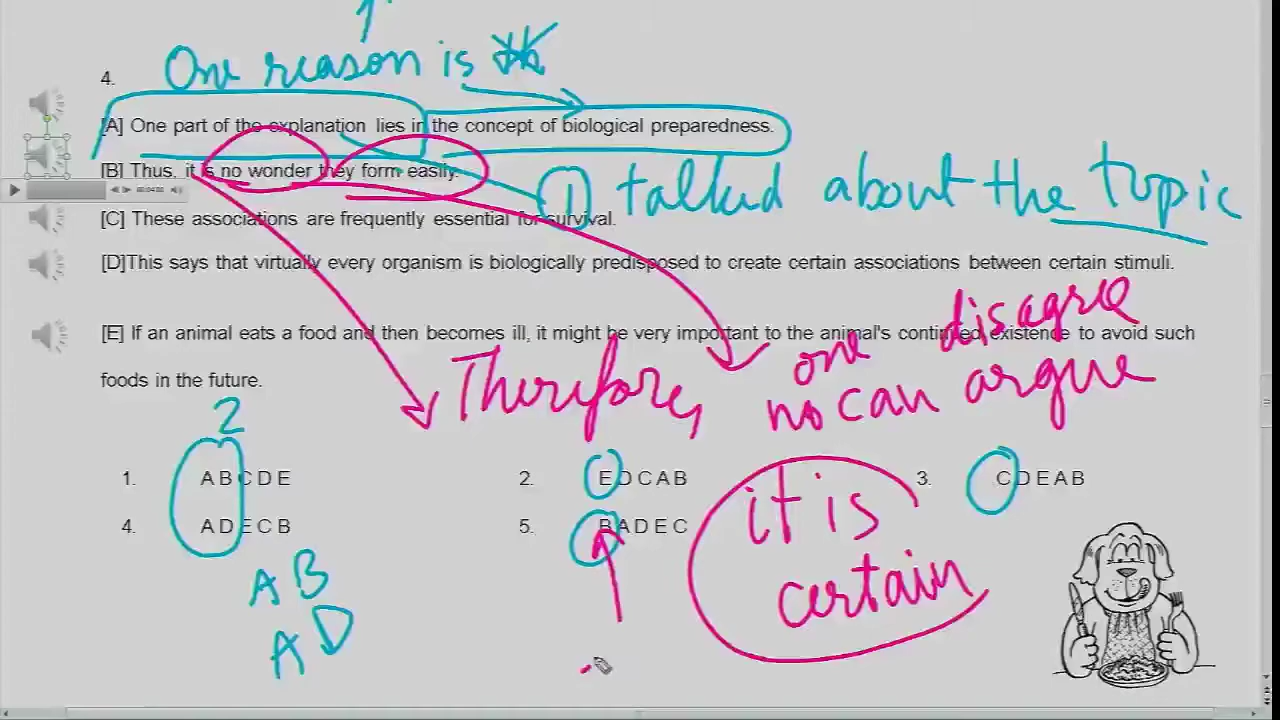 4. One reason is
[A] One part of the explanation lies in the concept of biological preparedness.
[B] Thus, it is no wonder they form easily.
① talked about the topic
[C] These associations are frequently essential for survival.
[D]This says that virtually every organism is biologically predisposed to create certain associations between certain stimuli.
disagree
[E] If an animal eats a food and then becomes ill, it might be very important to the animal's continued existence to avoid such
foods in the future.
one
Therefore, no can argue
2
1. A B C D E 2. E D C A B 3. C D E A B
it is
4. A D E C B 5. B A D E C
certain
A B
A D